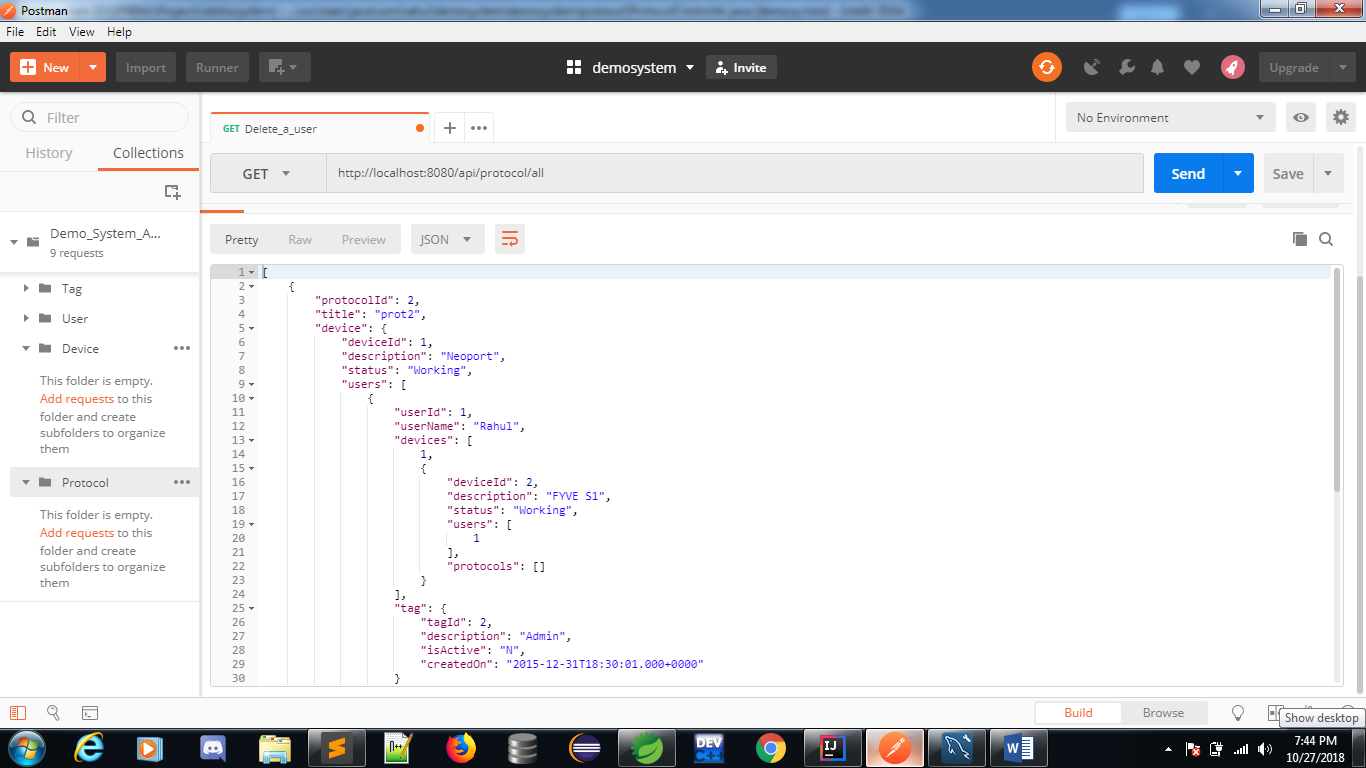 Postman
File Edit View Help
New Import Runner demosystem Invite Upgrade
Filter
History Collections
Demo_System_A...
9 requests
Tag
User
Device
This folder is empty.
Add requests to this
folder and create
subfolders to organize
them
Protocol
This folder is empty.
Add requests to this
folder and create
subfolders to organize
them
GET Delete_a_user
No Environment
GET http://localhost:8080/api/protocol/all Send Save
Pretty Raw Preview JSON
1 [
2 {
3 "protocolId": 2,
4 "title": "prot2",
5 "device": {
6 "deviceId": 1,
7 "description": "Neoport",
8 "status": "Working",
9 "users": [
10 {
11 "userId": 1,
12 "userName": "Rahul",
13 "devices": [
14 1,
15 {
16 "deviceId": 2,
17 "description": "FYVE S1",
18 "status": "Working",
19 "users": [
20 1
21 ],
22 "protocols": []
23 }
24 ],
25 "tag": {
26 "tagId": 2,
27 "description": "Admin",
28 "isActive": "N",
29 "createdOn": "2015-12-31T18:30:01.000+0000"
30 }
Build Browse
Show desktop
N++
DEV
C++
IJ
W
7:44 PM
10/27/2018